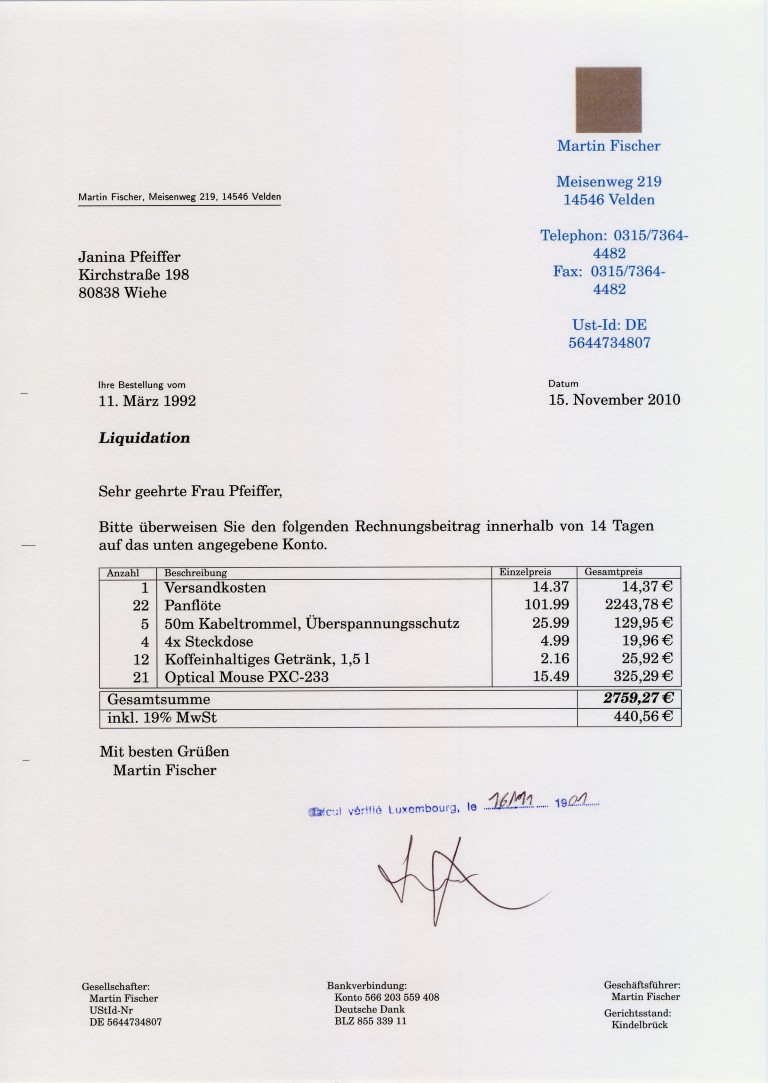 Martin Fischer
Meisenweg 219
14546 Velden
Telephon: 0315/7364-
4482
Fax: 0315/7364-
4482
Ust-Id: DE
5644734807
Martin Fischer, Meisenweg 219, 14546 Velden
Janina Pfeiffer
Kirchstraße 198
80838 Wiehe
Ihre Bestellung vom Datum
11. März 1992 15. November 2010
Liquidation
Sehr geehrte Frau Pfeiffer,
Bitte überweisen Sie den folgenden Rechnungsbeitrag innerhalb von 14 Tagen
auf das unten angegebene Konto.
Anzahl Beschreibung Einzelpreis Gesamtpreis
1 Versandkosten 14.37 14,37 €
22 Panflöte 101.99 2243,78 €
5 50m Kabeltrommel, Überspannungsschutz 25.99 129,95 €
4 4x Steckdose 4.99 19,96 €
12 Koffeinhaltiges Getränk, 1,5 l 2.16 25,92 €
21 Optical Mouse PXC-233 15.49 325,29 €
Gesamtsumme 2759,27 €
inkl. 19% MwSt 440,56 €
Mit besten Grüßen
Martin Fischer
vérifié Luxembourg, le 16/11 1901
Gesellschafter:
Martin Fischer
UStId-Nr
DE 5644734807
Bankverbindung:
Konto 566 203 559 408
Deutsche Dank
BLZ 855 339 11
Geschäftsführer:
Martin Fischer
Gerichtsstand:
Kindelbrück